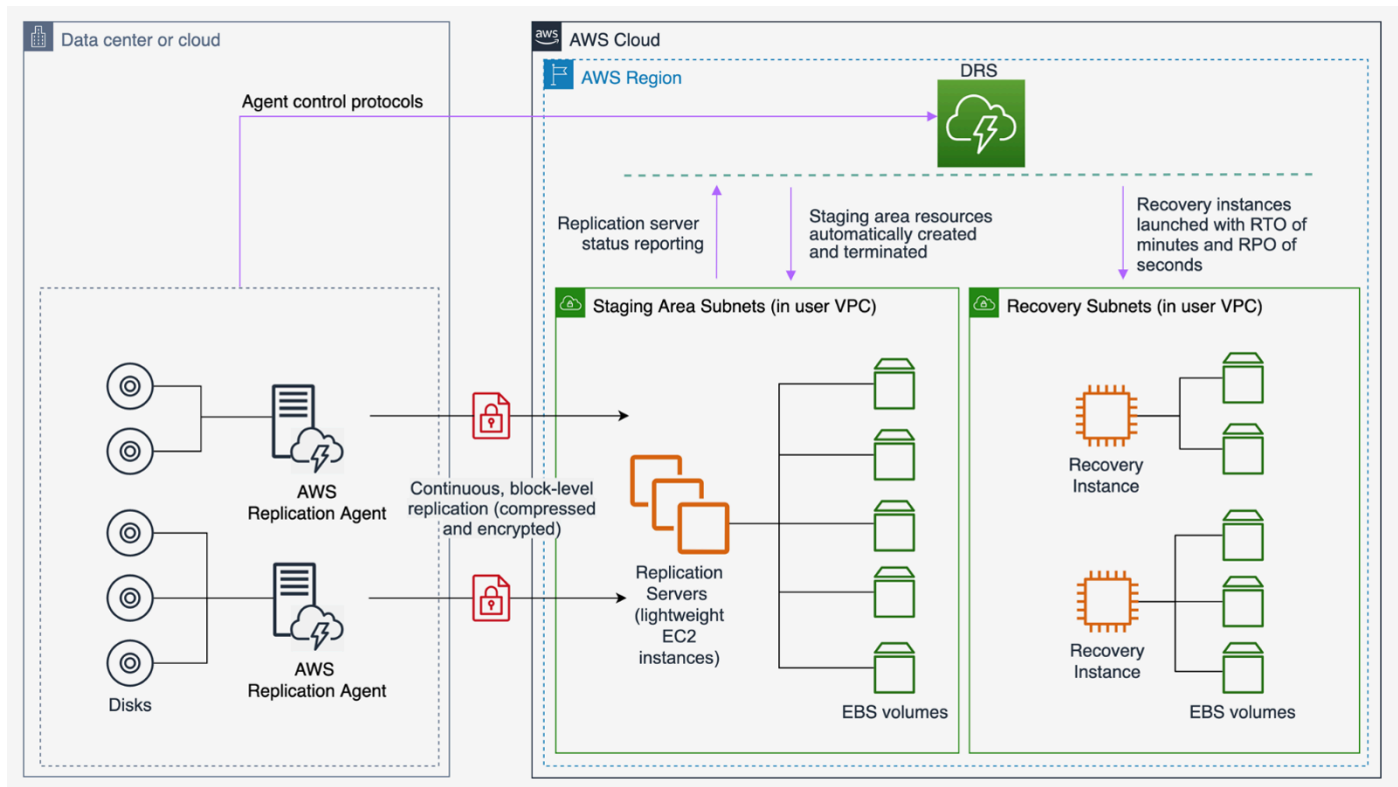 Data center or cloud
aws
AWS Cloud
AWS Region
DRS
Agent control protocols
Replication server
status reporting
Staging area resources
automatically created
and terminated
Recovery instances
launched with RTO of
minutes and RPO of
seconds
Staging Area Subnets (in user VPC)
Recovery Subnets (in user VPC)
AWS
Replication Agent
Continuous, block-level
replication (compressed
and encrypted)
Recovery
Instance
Replication
Servers
(lightweight
EC2
instances)
AWS
Replication Agent
Recovery
Instance
Disks
EBS volumes
EBS volumes